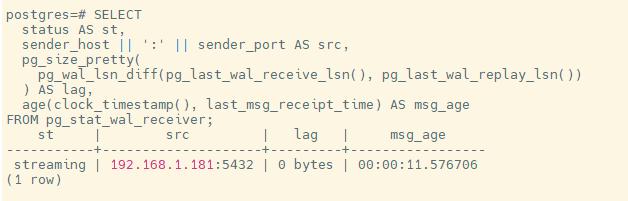 postgres=# SELECT
  status AS st,
  sender_host || ':' || sender_port AS src,
  pg_size_pretty(
    pg_wal_lsn_diff(pg_last_wal_receive_lsn(), pg_last_wal_replay_lsn())
  ) AS lag,
  age(clock_timestamp(), last_msg_receipt_time) AS msg_age
FROM pg_stat_wal_receiver;
    st     |        src         |   lag   |     msg_age
-----------+--------------------+---------+-----------------
 streaming | 192.168.1.181:5432 | 0 bytes | 00:00:11.576706
(1 row)